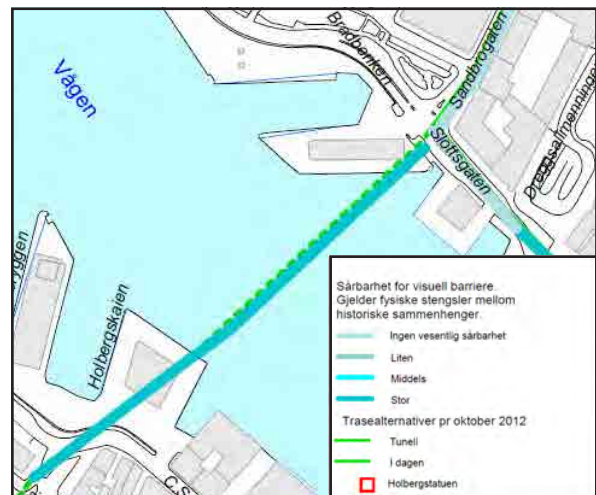 Bradbenken
Sandbrogaten
Vågen
Slottsgaten
Dreggsallmenningen
ryggen
Holbergskaien
C.S
Sårbarhet for visuell barriere.
Gjelder fysiske stengsler mellom
historiske sammenhenger.
Ingen vesentlig sårbarhet
Liten
Middels
Stor
Trasealternativer pr oktober 2012
Tunell
I dagen
Holbergstatuen